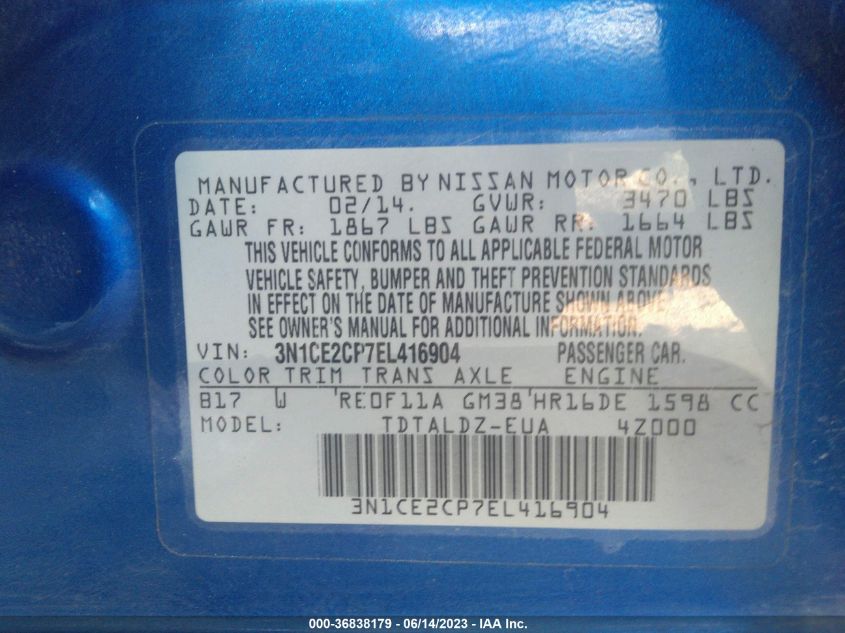 MANUFACTURED BY NISSAN MOTOR CO., LTD.
DATE: 02/14. GVWR: 3470 LBS
GAWR FR: 1867 LBS GAWR RR: 1664 LBS
THIS VEHICLE CONFORMS TO ALL APPLICABLE FEDERAL MOTOR
VEHICLE SAFETY, BUMPER AND THEFT PREVENTION STANDARDS
IN EFFECT ON THE DATE OF MANUFACTURE SHOWN ABOVE.
SEE OWNER'S MANUAL FOR ADDITIONAL INFORMATION.
VIN: 3N1CE2CP7EL416904 PASSENGER CAR.
COLOR TRIM TRANS AXLE ENGINE
B17 W 'RE0F11A GM38'HR16DE 1598 CC
MODEL: TDTALDZ-EUA 4Z000
3N1CE2CP7EL416904
000-36838179 - 06/14/2023 - IAA Inc.